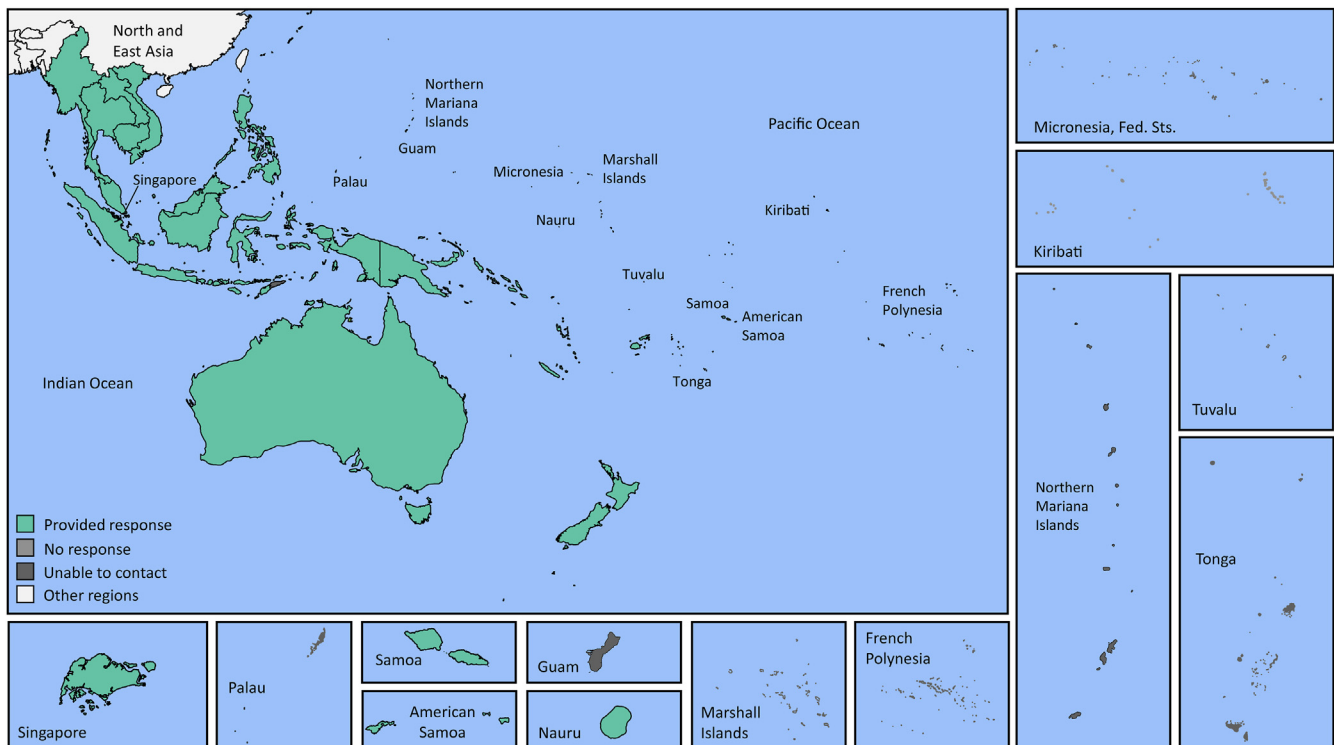 North and
East Asia
Northern
Mariana
Islands
Pacific Ocean
Guam
Singapore
Palau
Micronesia
Marshall
Islands
Nauru
Kiribati
Tuvalu
Samoa
American
Samoa
French
Polynesia
Tonga
Indian Ocean
Provided response
No response
Unable to contact
Other regions
Micronesia, Fed. Sts.
Kiribati
Northern
Mariana
Islands
Tuvalu
Tonga
Singapore
Palau
Samoa
American
Samoa
Guam
Nauru
Marshall
Islands
French
Polynesia